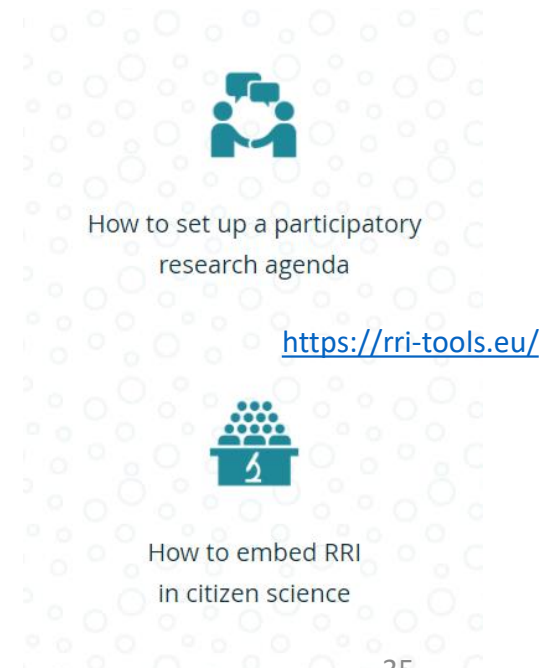 How to set up a participatory
research agenda
https://rri-tools.eu/
How to embed RRI
in citizen science